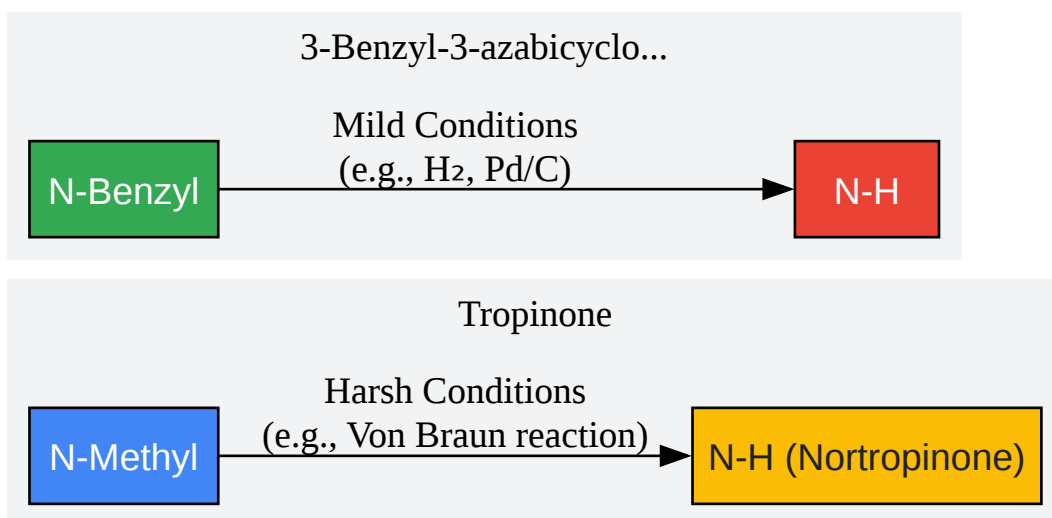 3-Benzyl-3-azabicyclo...
Mild Conditions
(e.g., H₂, Pd/C)
N-Benzyl
N-H
Tropinone
Harsh Conditions
(e.g., Von Braun reaction)
N-Methyl
N-H (Nortropinone)